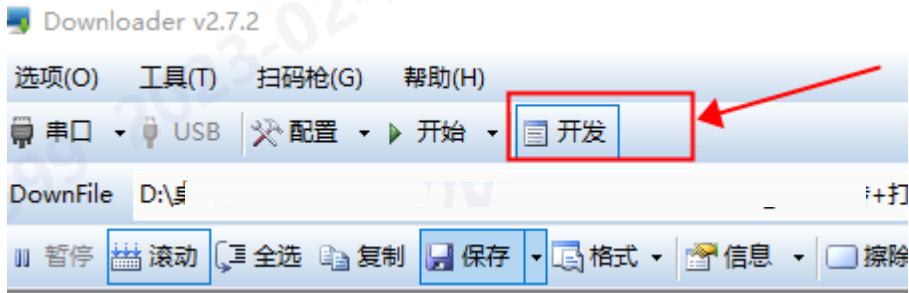 Downloader v2.7.2
选项(O) 工具(T) 扫码枪(G) 帮助(H)
串口 USB 配置 开始 开发
DownFile D:\ +打
暂停 滚动 全选 复制 保存 格式 信息 擦除